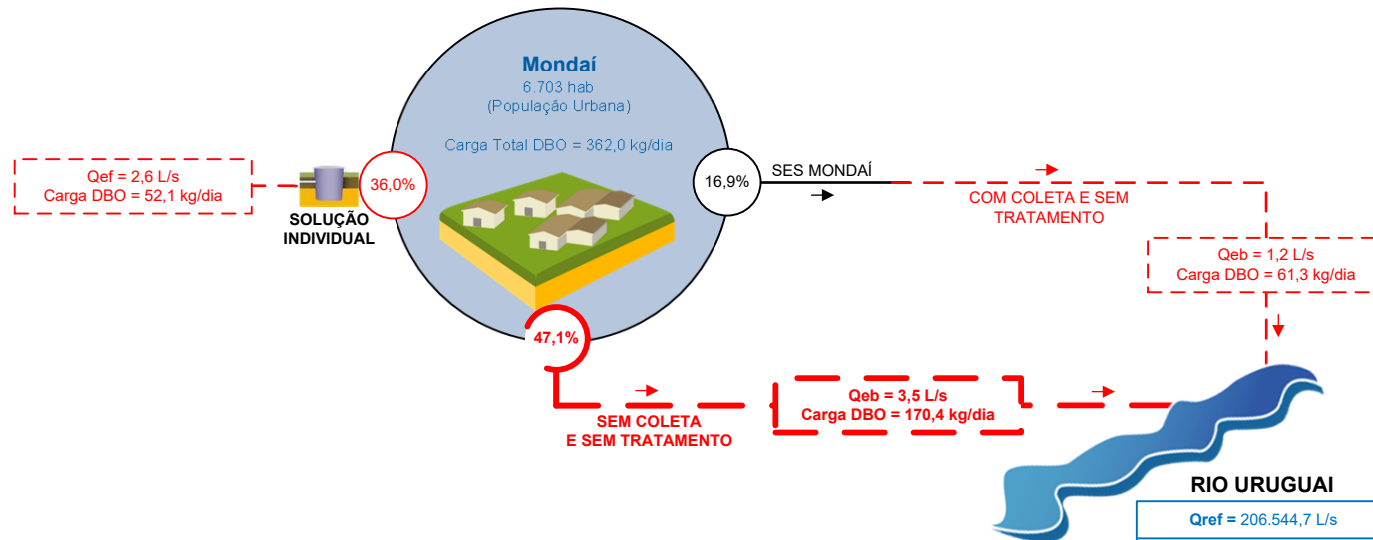 Mondaí
6.703 hab
(População Urbana)
Carga Total DBO = 362,0 kg/dia
Qef = 2,6 L/s
Carga DBO = 52,1 kg/dia
36,0%
SOLUÇÃO
INDIVIDUAL
16,9%
SES MONDAÍ
COM COLETA E SEM
TRATAMENTO
Qeb = 1,2 L/s
Carga DBO = 61,3 kg/dia
47,1%
SEM COLETA
E SEM TRATAMENTO
Qeb = 3,5 L/s
Carga DBO = 170,4 kg/dia
RIO URUGUAI
Qref = 206.544,7 L/s